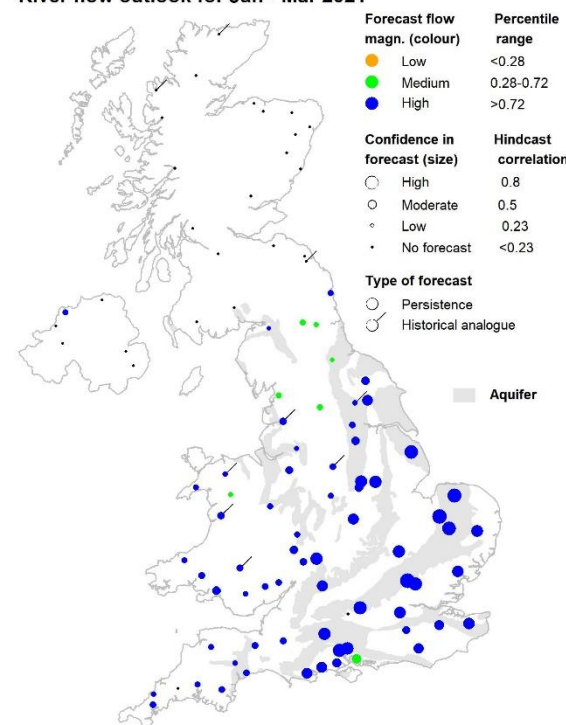 River flow outlook for Jan - Mar 2021
Forecast flow Percentile
magn. (colour) range
Low <0.28
Medium 0.28-0.72
High >0.72
Confidence in Hindcast
forecast (size) correlation
High 0.8
Moderate 0.5
Low 0.23
No forecast <0.23
Type of forecast
Persistence
Historical analogue
Aquifer